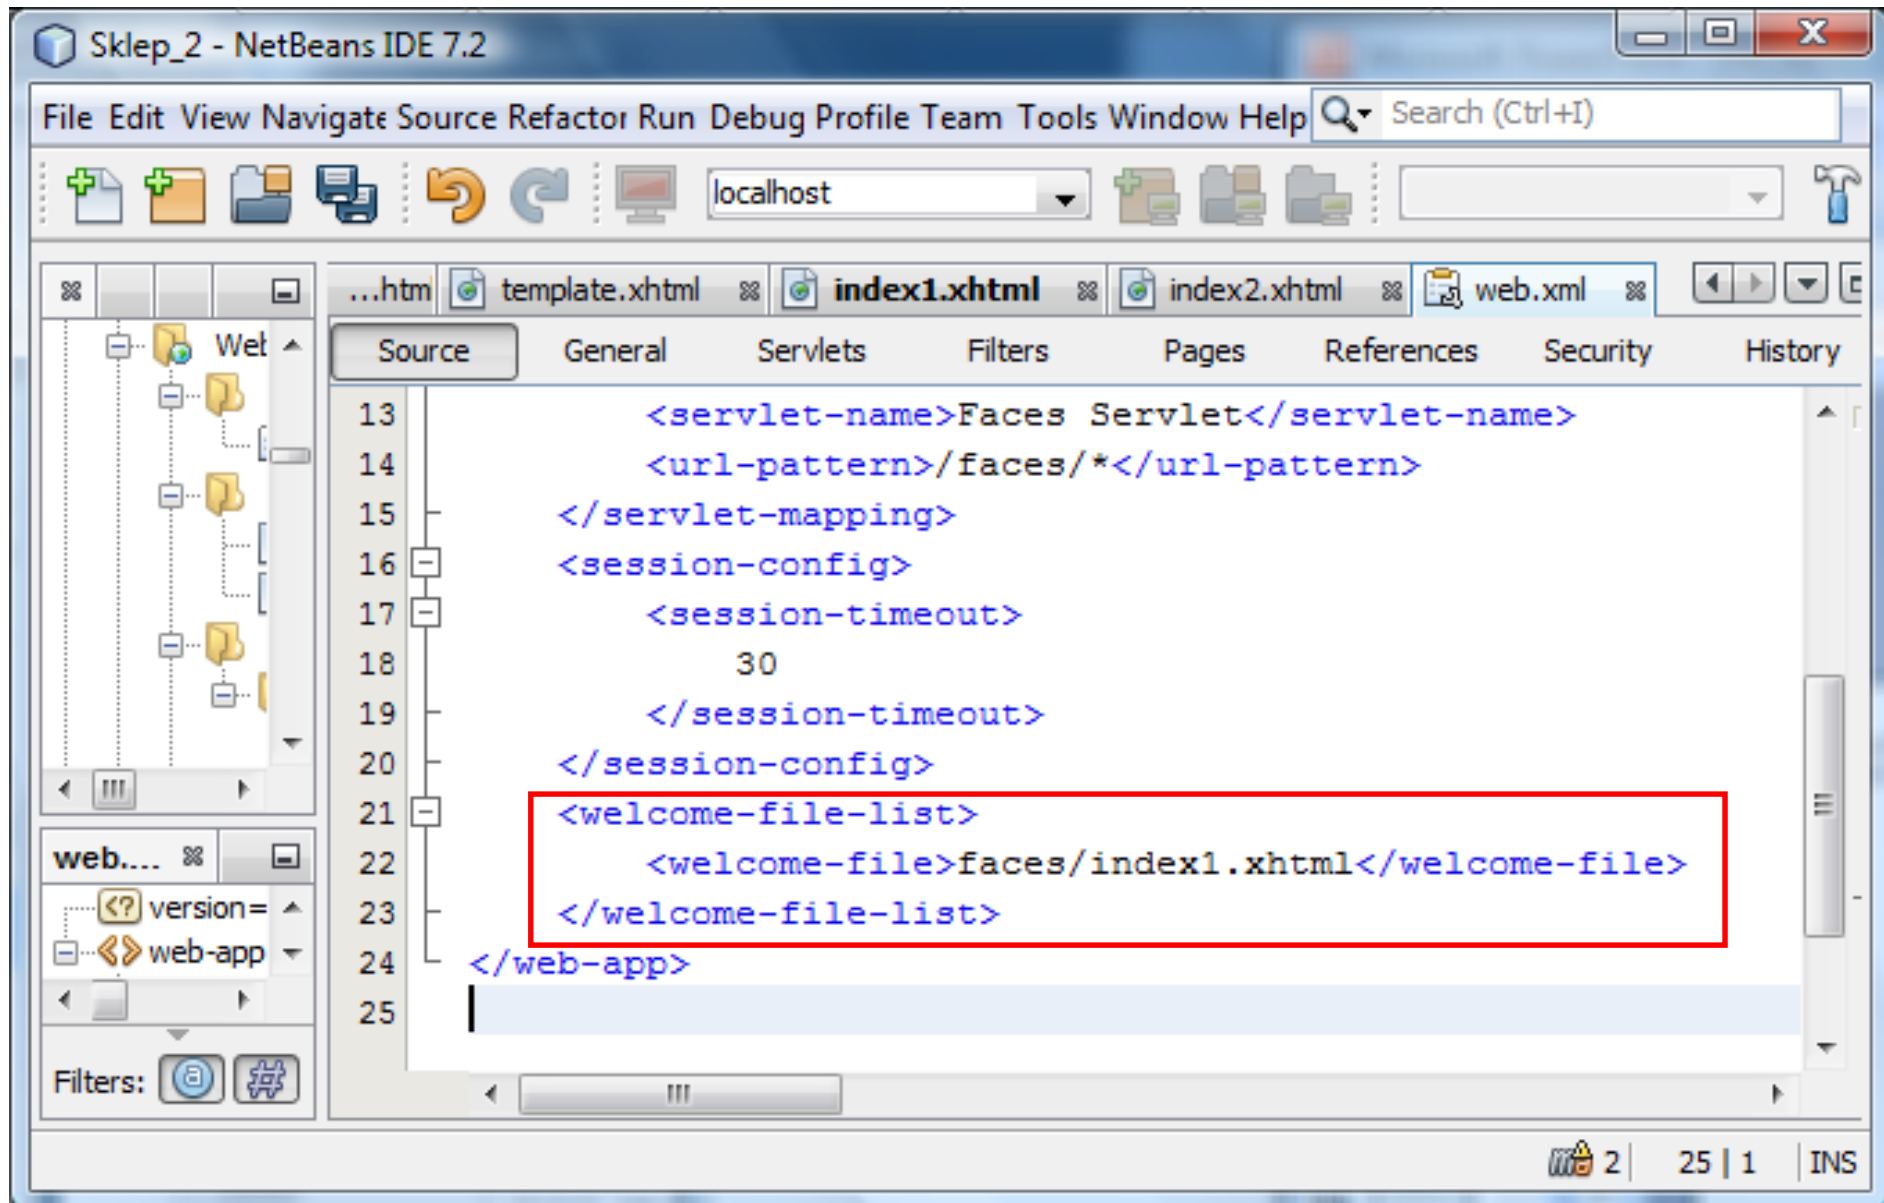 Sklep_2 - NetBeans IDE 7.2
File Edit View Navigate Source Refactor Run Debug Profile Team Tools Window Help Search (Ctrl+I)
localhost
...html template.xhtml index1.xhtml index2.xhtml web.xml
Source General Servlets Filters Pages References Security History
13 <servlet-name>Faces Servlet</servlet-name>
14 <url-pattern>/faces/*</url-pattern>
15 </servlet-mapping>
16 <session-config>
17 <session-timeout>
18 30
19 </session-timeout>
20 </session-config>
21 <welcome-file-list>
22 <welcome-file>faces/index1.xhtml</welcome-file>
23 </welcome-file-list>
24 </web-app>
25
web....
version=
web-app
Filters:
2 25 | 1 INS